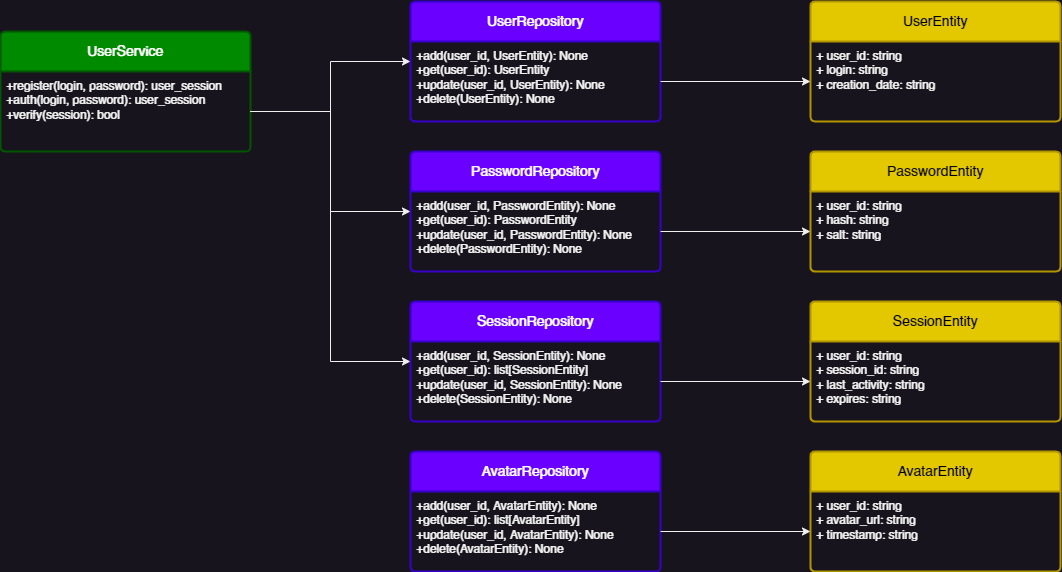 UserService
+register(login, password): user_session
+auth(login, password): user_session
+verify(session): bool
UserRepository
+add(user_id, UserEntity): None
+get(user_id): UserEntity
+update(user_id, UserEntity): None
+delete(UserEntity): None
UserEntity
+ user_id: string
+ login: string
+ creation_date: string
PasswordRepository
+add(user_id, PasswordEntity): None
+get(user_id): PasswordEntity
+update(user_id, PasswordEntity): None
+delete(PasswordEntity): None
PasswordEntity
+ user_id: string
+ hash: string
+ salt: string
SessionRepository
+add(user_id, SessionEntity): None
+get(user_id): list[SessionEntity]
+update(user_id, SessionEntity): None
+delete(SessionEntity): None
SessionEntity
+ user_id: string
+ session_id: string
+ last_activity: string
+ expires: string
AvatarRepository
+add(user_id, AvatarEntity): None
+get(user_id): list[AvatarEntity]
+update(user_id, AvatarEntity): None
+delete(AvatarEntity): None
AvatarEntity
+ user_id: string
+ avatar_url: string
+ timestamp: string